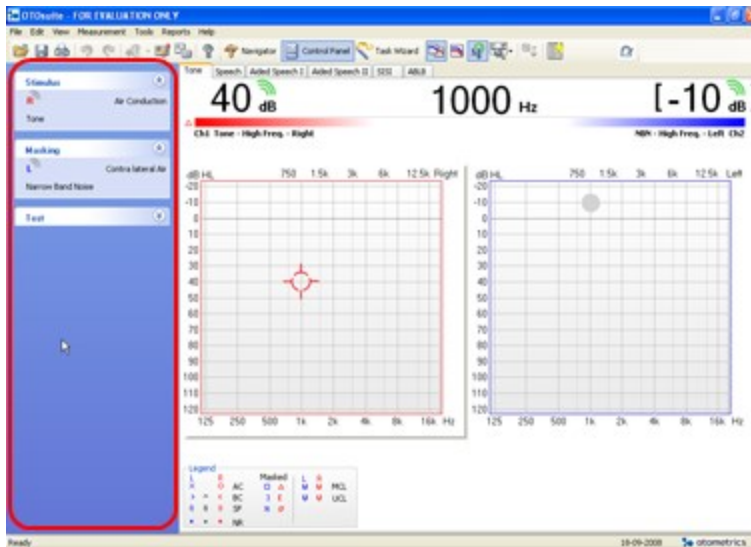 OTOsuite - FOR EVALUATION ONLY
File Edit View Measurement Tools Reports Help
Navigator Control Panel Task Wizard
Stimulus
R Air Conduction
Tone
Masking
L Contra lateral Air
Narrow Band Noise
Test
Tone Speech Aided Speech I Aided Speech II SISI ABLB
40 dB 1000 Hz [-10 dB
Ch1 Tone - High Freq. - Right NBN - High Freq. - Left Ch2
dB HL 750 1.5k 3k 6k 12.5k Right
-20
-10
0
10
20
30
40
50
60
70
80
90
100
110
120
125 250 500 1k 2k 4k 8k 16k Hz
dB HL 750 1.5k 3k 6k 12.5k Left
-20
-10
0
10
20
30
40
50
60
70
80
90
100
110
120
125 250 500 1k 2k 4k 8k 16k Hz
Legend
L R Masked L R
AC M M MCL
BC U U UCL
SF
NR
Ready 18-09-2008 otometrics